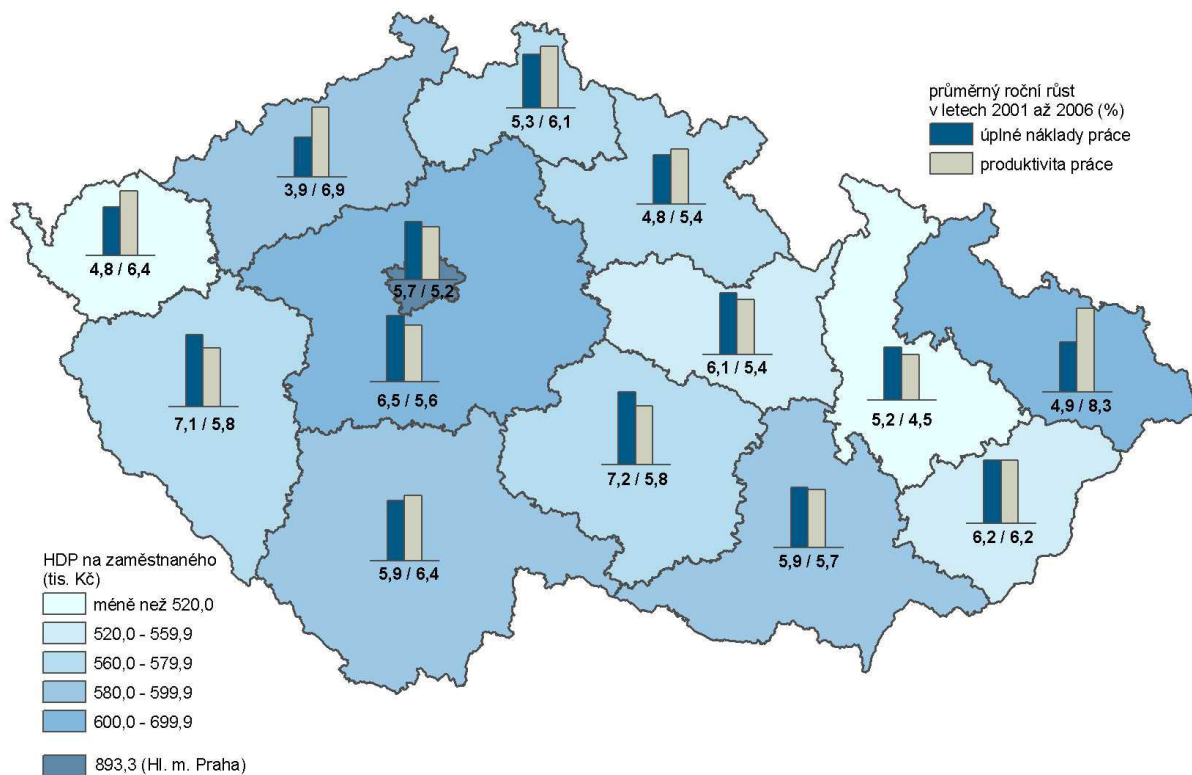 průměrný roční růst
v letech 2001 až 2006 (%)
úplné náklady práce
produktivita práce
5,3 / 6,1
3,9 / 6,9
4,8 / 5,4
4,8 / 6,4
5,7 / 5,2
6,1 / 5,4
6,5 / 5,6
7,1 / 5,8
5,2 / 4,5
4,9 / 8,3
7,2 / 5,8
6,2 / 6,2
5,9 / 5,7
5,9 / 6,4
HDP na zaměstnaného
(tis. Kč)
méně než 520,0
520,0 - 559,9
560,0 - 579,9
580,0 - 599,9
600,0 - 699,9
893,3 (Hl. m. Praha)